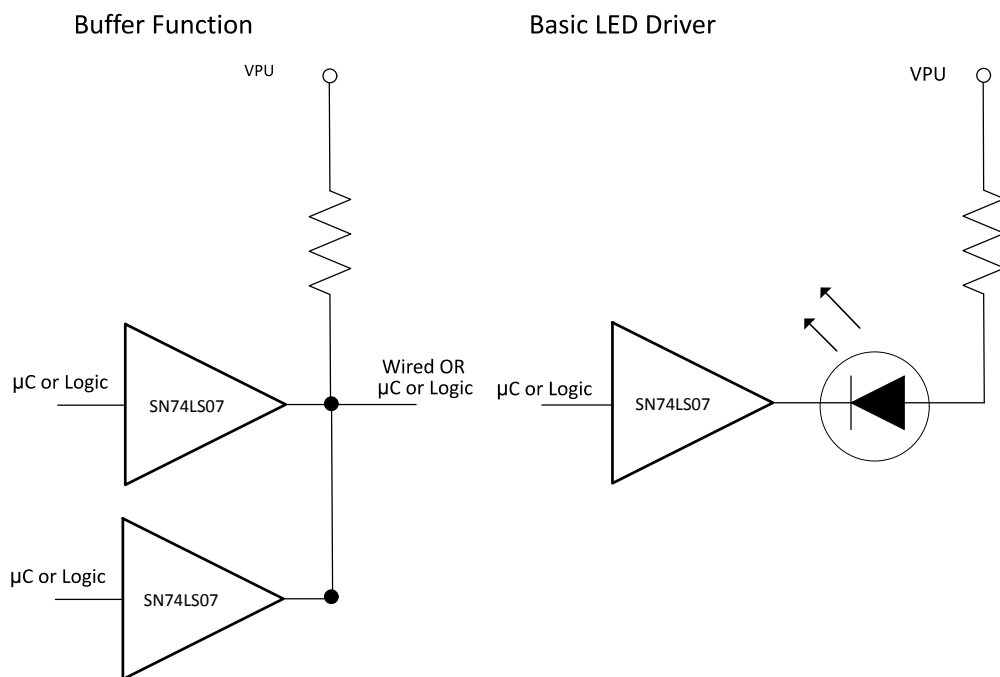 Buffer Function
VPU
µC or Logic
SN74LS07
Wired OR
µC or Logic
µC or Logic
SN74LS07
Basic LED Driver
VPU
µC or Logic
SN74LS07